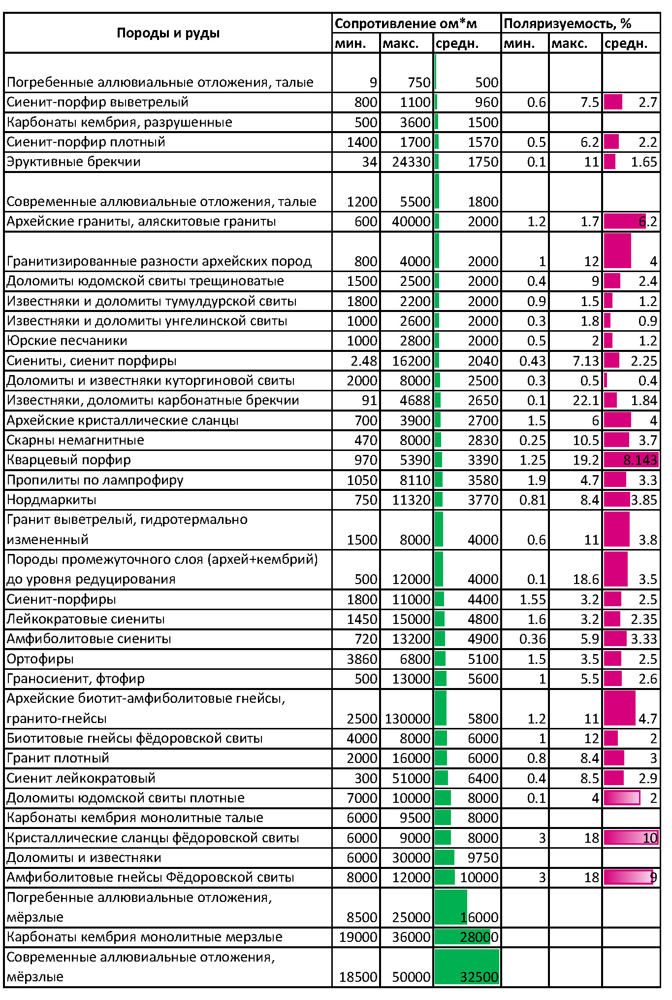 Породы и руды Сопротивление ом*м Поляризуемость, %
мин. макс. средн. мин. макс. средн.
Погребенные аллювиальные отложения, талые 9 750 500
Сиенит-порфир выветрелый 800 1100 960 0.6 7.5 2.7
Карбонаты кембрия, разрушенные 500 3600 1500
Сиенит-порфир плотный 1400 1700 1570 0.5 6.2 2.2
Эруктивные брекчии 34 24330 1750 0.1 11 1.65
Современные аллювиальные отложения, талые 1200 5500 1800
Архейские граниты, аляскитовые граниты 600 40000 2000 1.2 1.7 6.2
Гранитизированные разности архейских пород 800 4000 2000 1 12 4
Доломиты юдомской свиты трещиноватые 1500 2500 2000 0.4 9 2.4
Известняки и доломиты тумулдурской свиты 1800 2200 2000 0.9 1.5 1.2
Известняки и доломиты унгелинской свиты 1000 2600 2000 0.3 1.8 0.9
Юрские песчаники 1000 2800 2000 0.5 2 1.2
Сиениты, сиенит порфиры 2.48 16200 2040 0.43 7.13 2.25
Доломиты и известняки куторгиновой свиты 2000 8000 2500 0.3 0.5 0.4
Известняки, доломиты карбонатные брекчии 91 4688 2650 0.1 22.1 1.84
Архейские кристаллические сланцы 700 3900 2700 1.5 6 4
Скарны немагнитные 470 8000 2830 0.25 10.5 3.7
Кварцевый порфир 970 5390 3390 1.25 19.2 8.143
Пропилиты по лампрофиру 1050 8110 3580 1.9 4.7 3.3
Нордмаркиты 750 11320 3770 0.81 8.4 3.85
Гранит выветрелый, гидротермально
измененный 1500 8000 4000 0.6 11 3.8
Породы промежуточного слоя (архей+кембрий)
до уровня редуцирования 500 12000 4000 0.1 18.6 3.5
Сиенит-порфиры 1800 11000 4400 1.55 3.2 2.5
Лейкократовые сиениты 1450 15000 4800 1.6 3.2 2.35
Амфиболитовые сиениты 720 13200 4900 0.36 5.9 3.33
Ортофиры 3860 6800 5100 1.5 3.5 2.5
Граносиенит, фтофир 500 13000 5600 1 5.5 2.6
Архейские биотит-амфиболитовые гнейсы,
гранито-гнейсы 2500 130000 5800 1.2 11 4.7
Биотитовые гнейсы фёдоровской свиты 4000 8000 6000 1 12 2
Гранит плотный 2000 16000 6000 0.8 8.4 3
Сиенит лейкократовый 300 51000 6400 0.4 8.5 2.9
Доломиты юдомской свиты плотные 7000 10000 8000 0.1 4 2
Карбонаты кембрия монолитные талые 6000 9500 8000
Кристаллические сланцы фёдоровской свиты 6000 9000 8000 3 18 10
Доломиты и известняки 6000 30000 9750
Амфиболитовые гнейсы Фёдоровской свиты 8000 12000 10000 3 18 9
Погребенные аллювиальные отложения,
мёрзлые 8500 25000 16000
Карбонаты кембрия монолитные мерзлые 19000 36000 28000
Современные аллювиальные отложения,
мёрзлые 18500 50000 32500